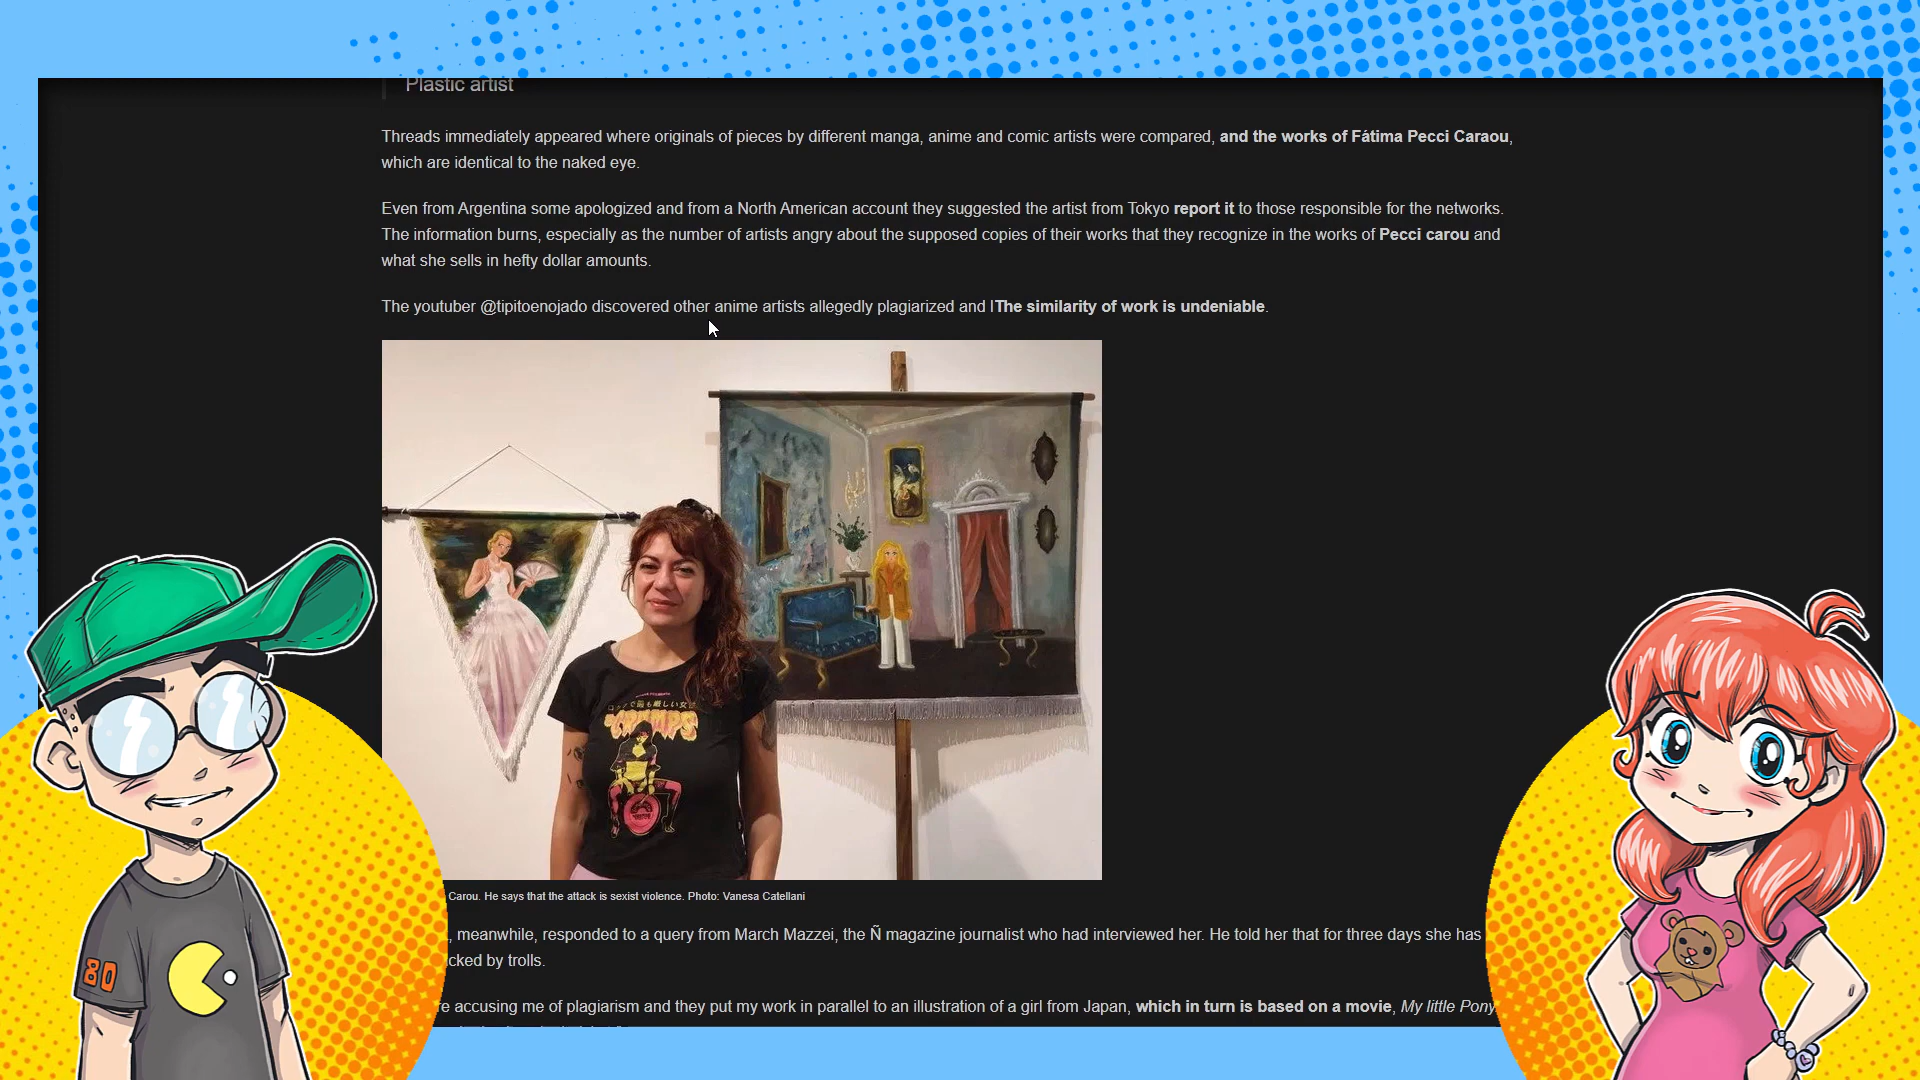 Plastic artist
Threads immediately appeared where originals of pieces by different manga, anime and comic artists were compared, and the works of Fátima Pecci Caraou,
which are identical to the naked eye.
Even from Argentina some apologized and from a North American account they suggested the artist from Tokyo report it to those responsible for the networks.
The information burns, especially as the number of artists angry about the supposed copies of their works that they recognize in the works of Pecci carou and
what she sells in hefty dollar amounts.
The youtuber @tipitoenojado discovered other anime artists allegedly plagiarized and lThe similarity of work is undeniable.
Carou. He says that the attack is sexist violence. Photo: Vanesa Catellani
, meanwhile, responded to a query from March Mazzei, the Ñ magazine journalist who had interviewed her. He told her that for three days she has
cked by trolls.
re accusing me of plagiarism and they put my work in parallel to an illustration of a girl from Japan, which in turn is based on a movie, My little Pony
80